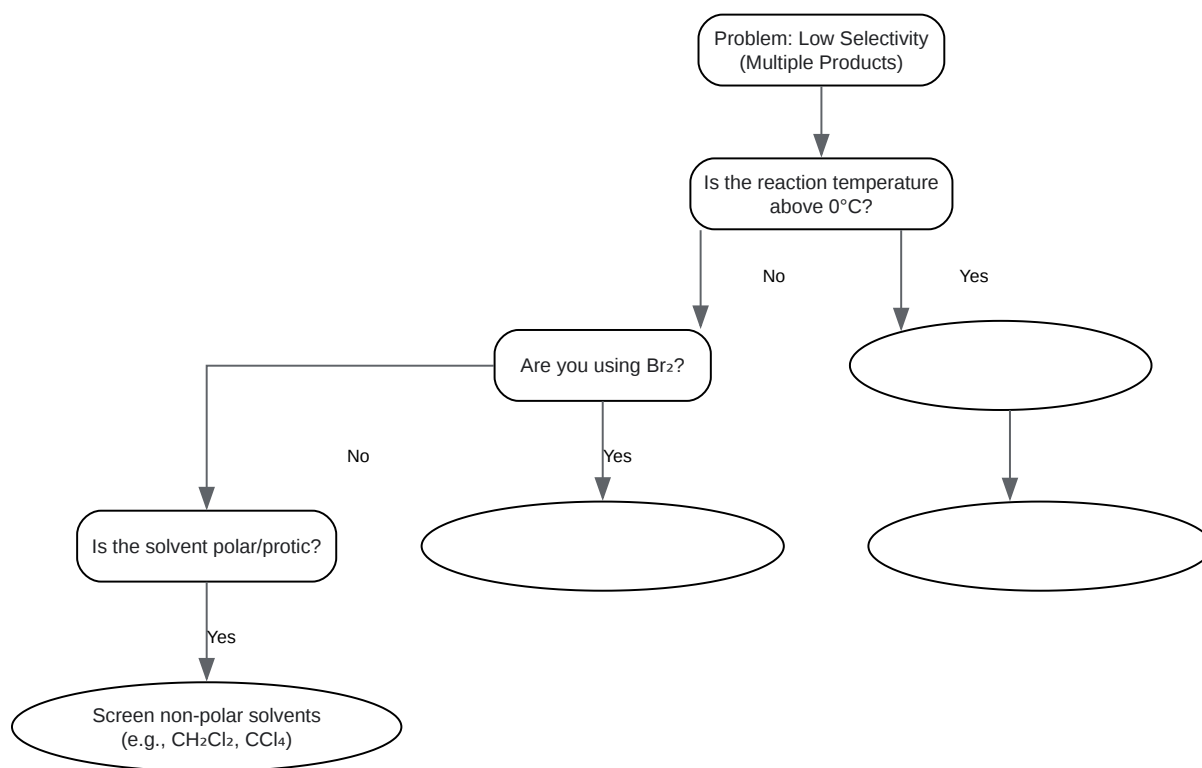 Problem: Low Selectivity
(Multiple Products)
Is the reaction temperature
above 0°C?
No
Yes
Are you using Br₂?
No
Yes
Is the solvent polar/protic?
Yes
Screen non-polar solvents
(e.g., CH₂Cl₂, CCl₄)